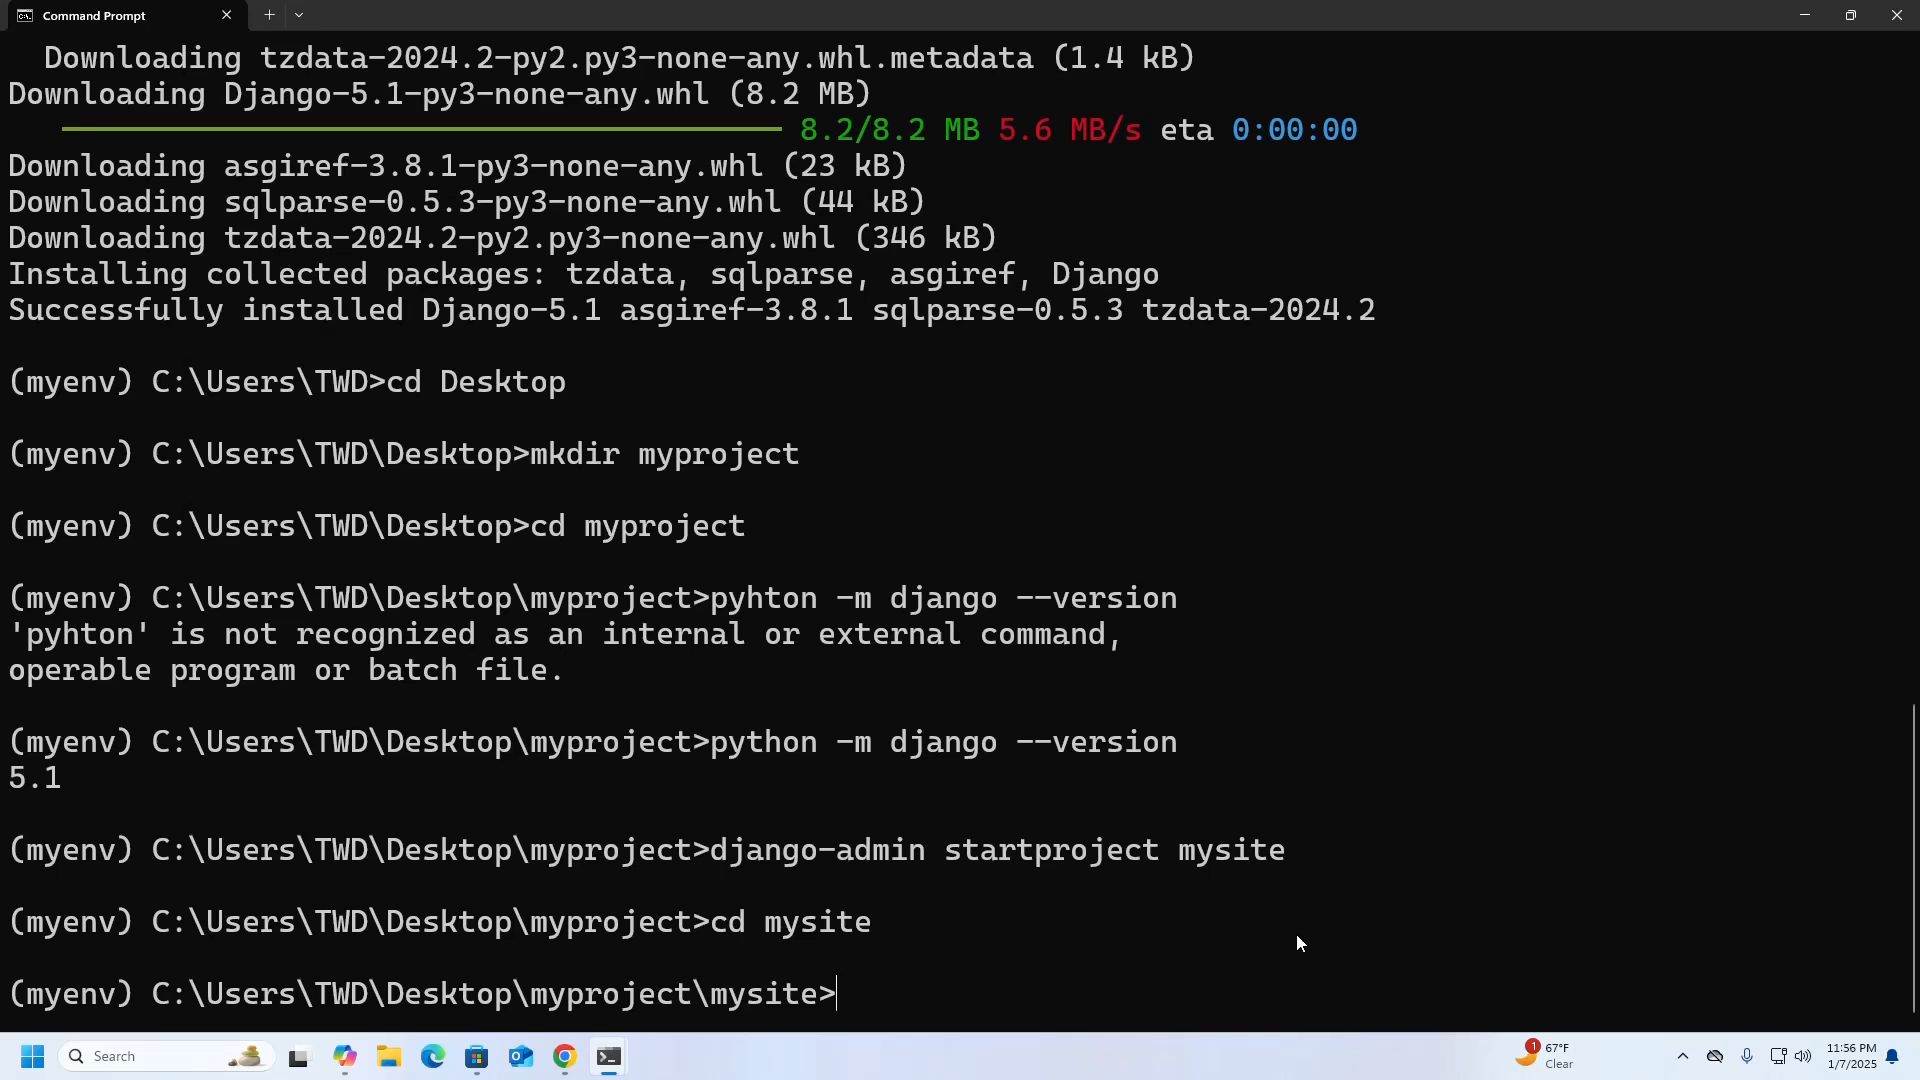 Command Prompt
Downloading tzdata-2024.2-py2.py3-none-any.whl.metadata (1.4 kB)
Downloading Django-5.1-py3-none-any.whl (8.2 MB)
8.2/8.2 MB 5.6 MB/s eta 0:00:00
Downloading asgiref-3.8.1-py3-none-any.whl (23 kB)
Downloading sqlparse-0.5.3-py3-none-any.whl (44 kB)
Downloading tzdata-2024.2-py2.py3-none-any.whl (346 kB)
Installing collected packages: tzdata, sqlparse, asgiref, Django
Successfully installed Django-5.1 asgiref-3.8.1 sqlparse-0.5.3 tzdata-2024.2
(myenv) C:\Users\TWD>cd Desktop
(myenv) C:\Users\TWD\Desktop>mkdir myproject
(myenv) C:\Users\TWD\Desktop>cd myproject
(myenv) C:\Users\TWD\Desktop\myproject>pyhton -m django --version
'pyhton' is not recognized as an internal or external command,
operable program or batch file.
(myenv) C:\Users\TWD\Desktop\myproject>python -m django --version
5.1
(myenv) C:\Users\TWD\Desktop\myproject>django-admin startproject mysite
(myenv) C:\Users\TWD\Desktop\myproject>cd mysite
(myenv) C:\Users\TWD\Desktop\myproject\mysite>
Search
1
67°F
Clear
11:56 PM
1/7/2025